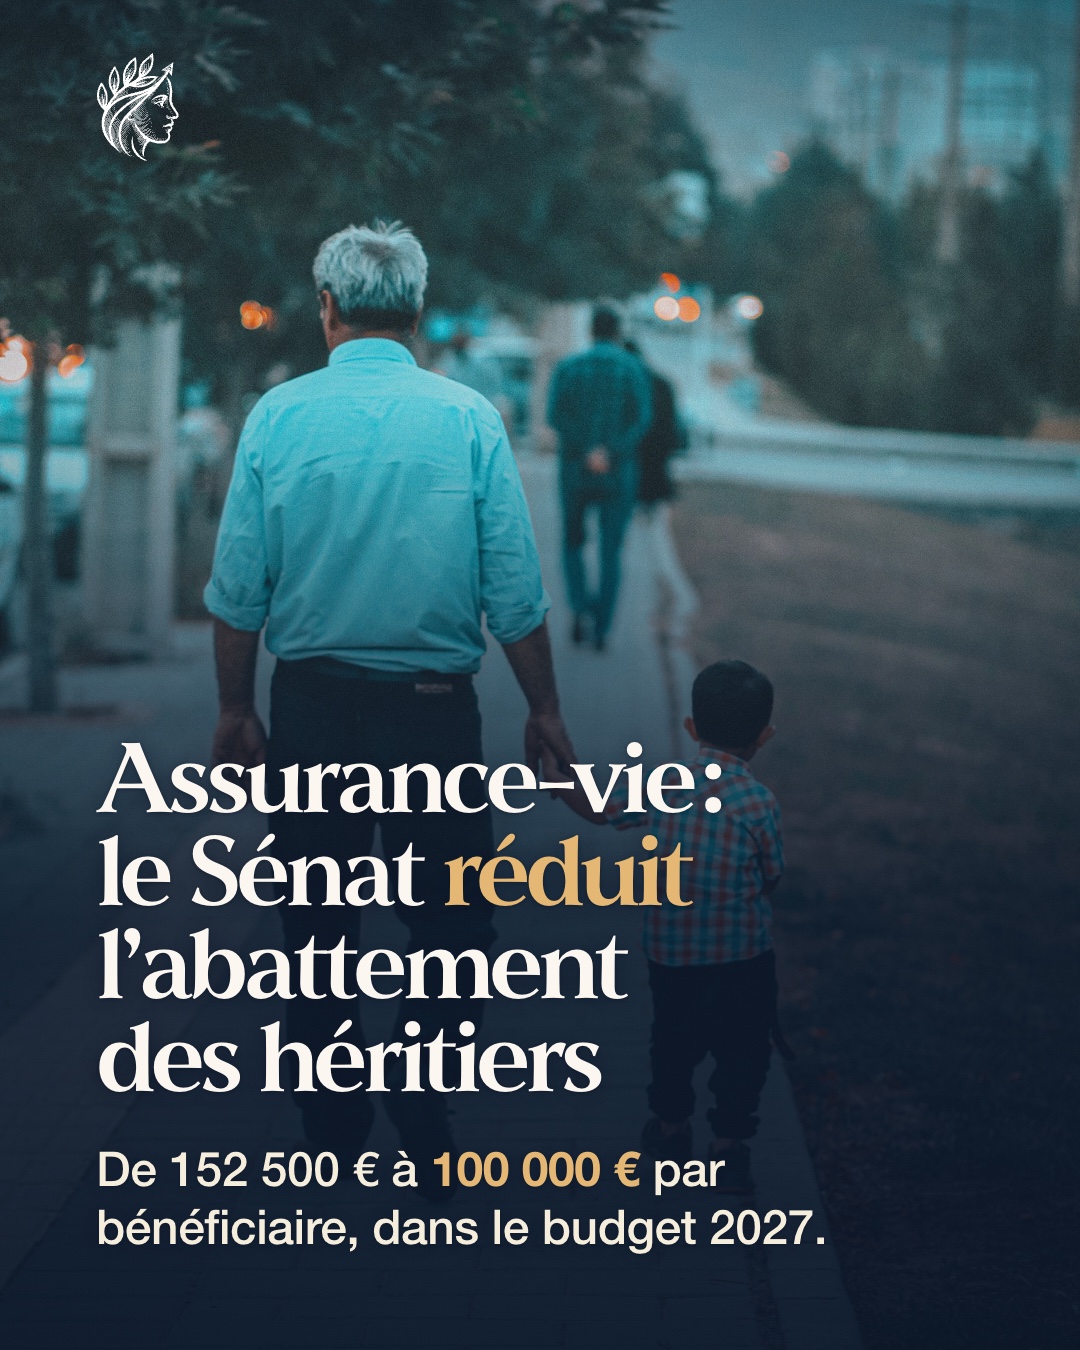 Assurance-vie:
le Sénat réduit
l’abattement
des héritiers
De 152 500 € à 100 000 € par
bénéficiaire, dans le budget 2027.